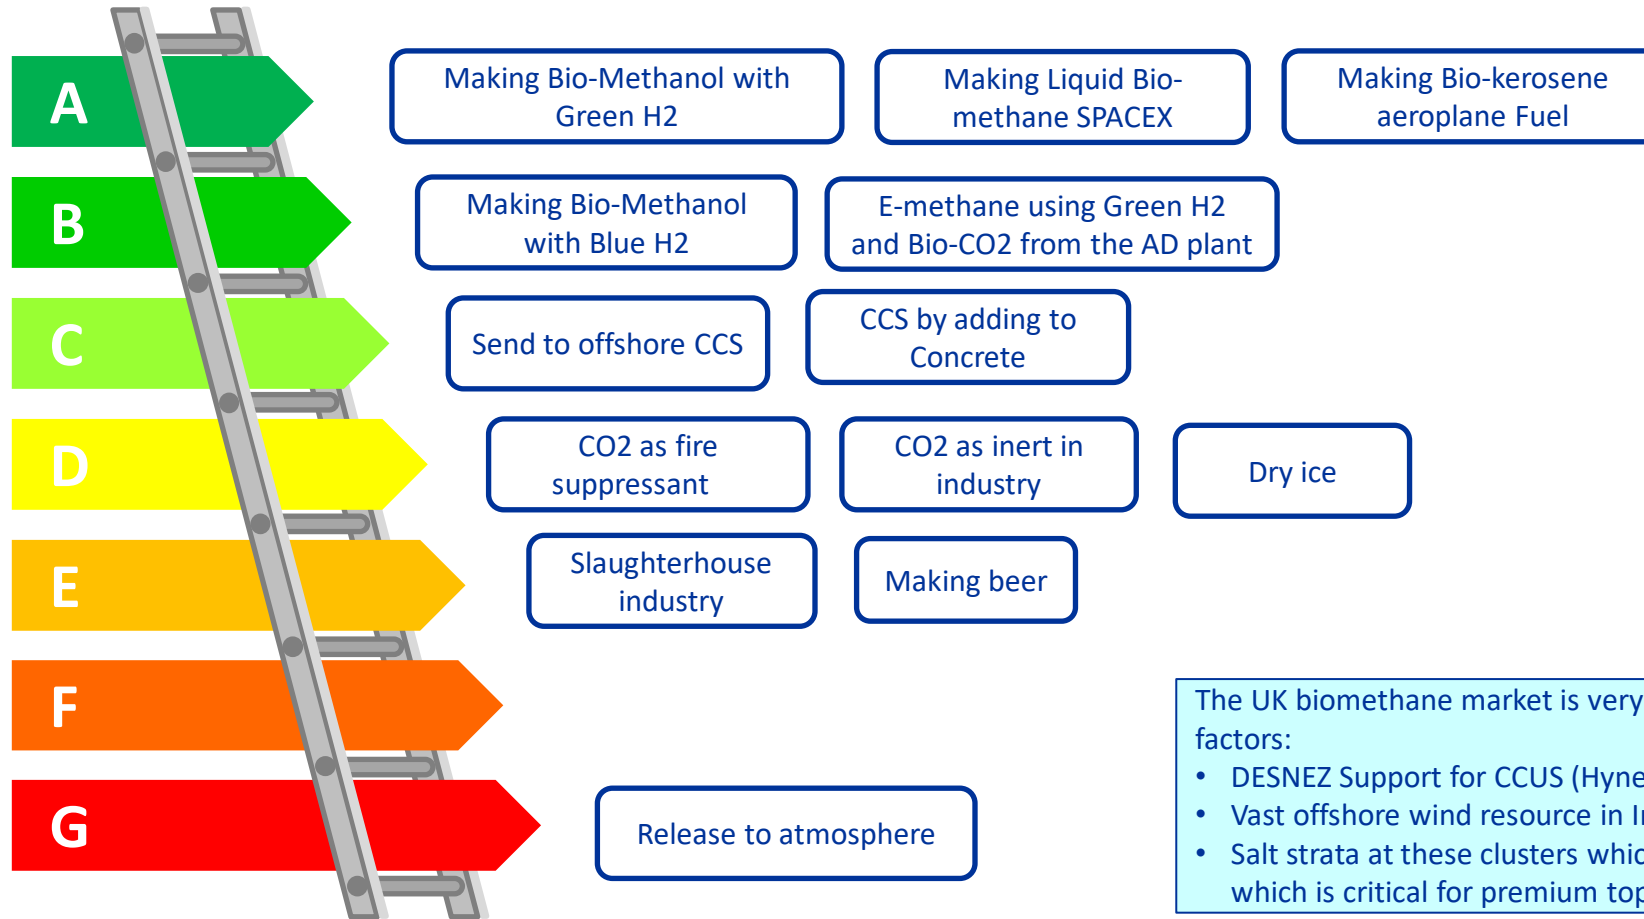 A
Making Bio-Methanol with
Green H2
Making Liquid Bio-
methane SPACEX
Making Bio-kerosene
aeroplane Fuel
B
Making Bio-Methanol
with Blue H2
E-methane using Green H2
and Bio-CO2 from the AD plant
C
Send to offshore CCS
CCS by adding to
Concrete
D
CO2 as fire
suppressant
CO2 as inert in
industry
Dry ice
E
Slaughterhouse
industry
Making beer
F
G
Release to atmosphere
The UK biomethane market is very
factors:
• DESNEZ Support for CCUS (Hyne
• Vast offshore wind resource in
• Salt strata at these clusters
which is critical for premium top